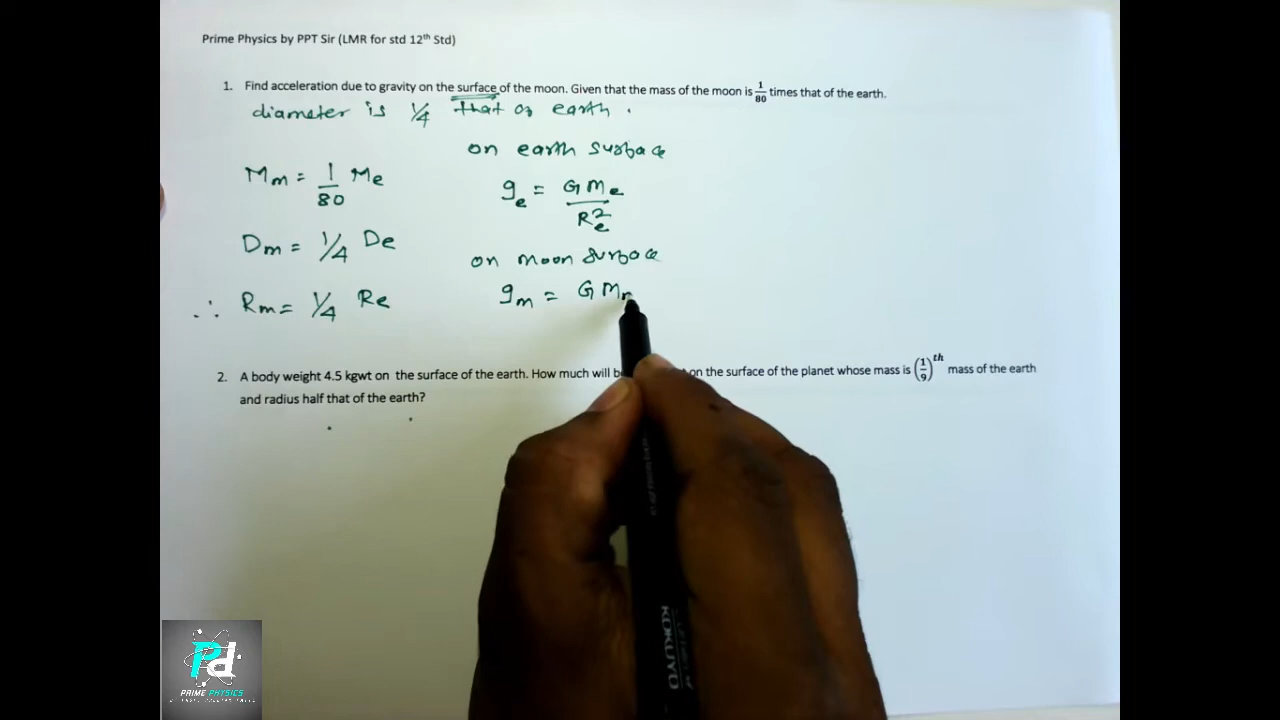 Prime Physics by PPT Sir (LMR for std 12th Std)
1. Find acceleration due to gravity on the surface of the moon. Given that the mass of the moon is 1/80 times that of the earth.
diameter is 1/4 that of earth.
on earth surface
Mm = 1/80 Me
ge = GMe/Re²
Dm = 1/4 De
on moon surface
∴ Rm = 1/4 Re
gm = GM
2. A body weight 4.5 kgwt on the surface of the earth. How much will on the surface of the planet whose mass is (1/9)th mass of the earth
and radius half that of the earth?
Pd
PRIME PHYSICS
KOKUYO